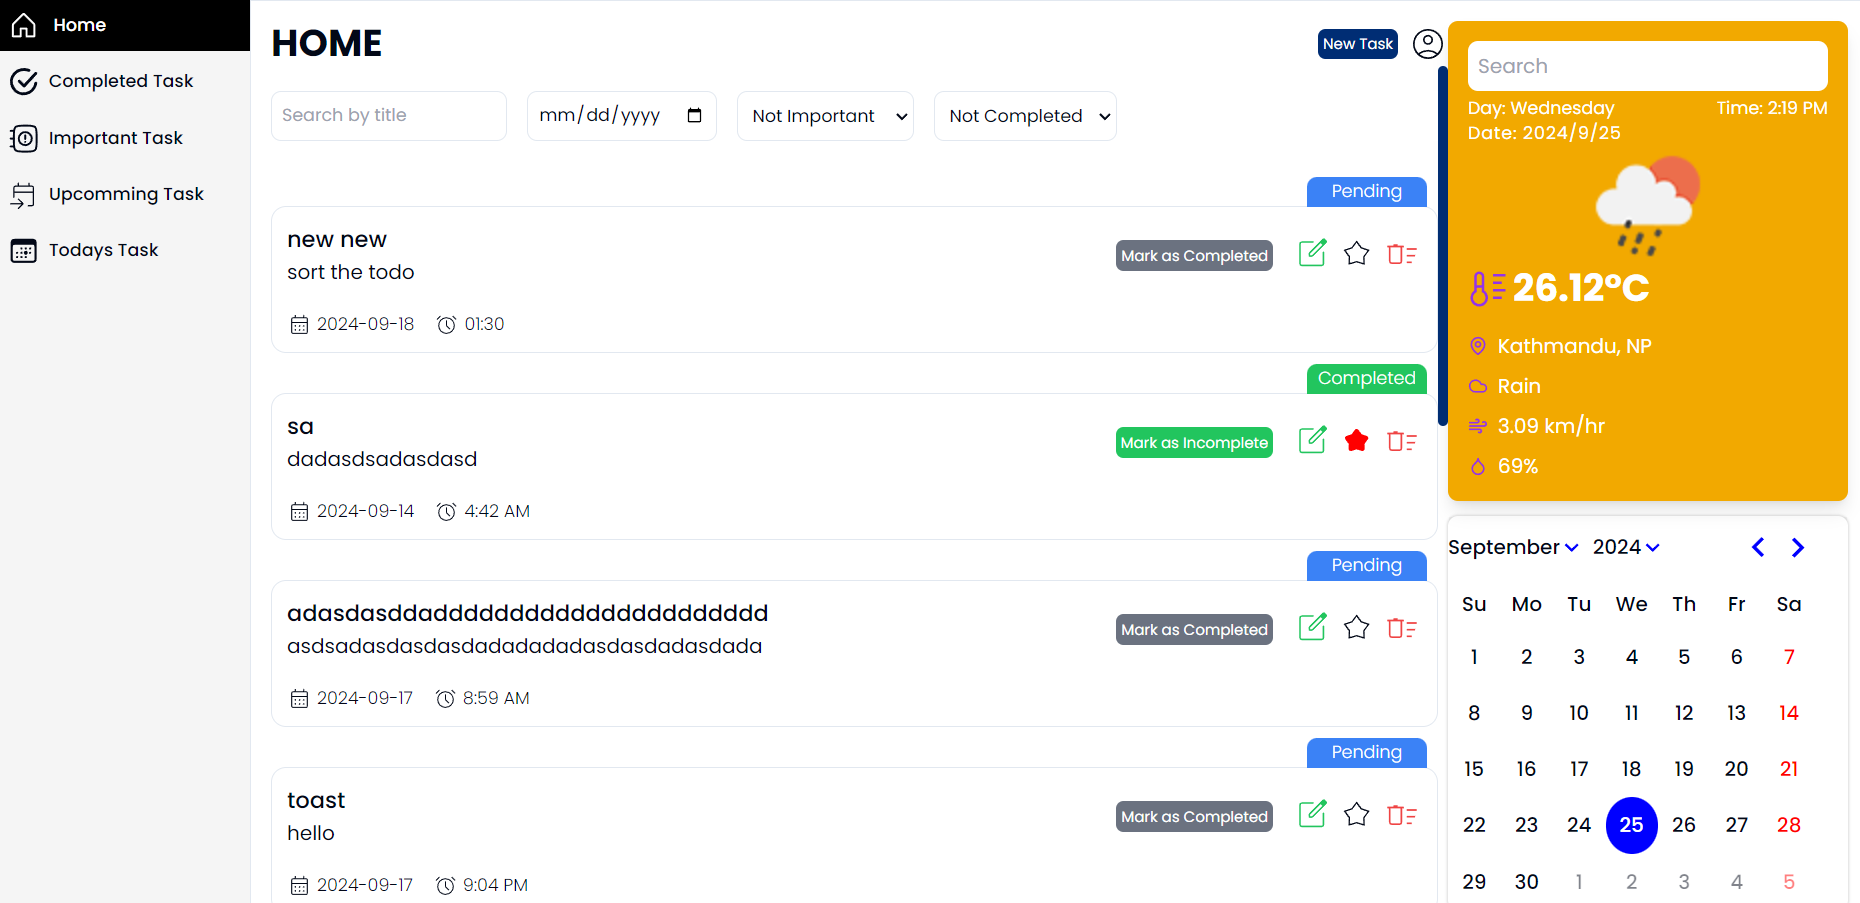 Home
Completed Task
Important Task
Upcomming Task
Todays Task
HOME
New Task
Search by title
mm/dd/yyyy
Not Important
Not Completed
Pending
new new
sort the todo
Mark as Completed
2024-09-18 01:30
Completed
sa
dadasdsadasdasd
Mark as Incomplete
2024-09-14 4:42 AM
Pending
adasdasddadddddddddddddddddddddd
asdsadasdasdasdadadadadasdasdadasdada
Mark as Completed
2024-09-17 8:59 AM
Pending
toast
hello
Mark as Completed
2024-09-17 9:04 PM
Search
Day: Wednesday Time: 2:19 PM
Date: 2024/9/25
26.12°C
Kathmandu, NP
Rain
3.09 km/hr
69%
September 2024
Su Mo Tu We Th Fr Sa
1 2 3 4 5 6 7
8 9 10 11 12 13 14
15 16 17 18 19 20 21
22 23 24 25 26 27 28
29 30 1 2 3 4 5